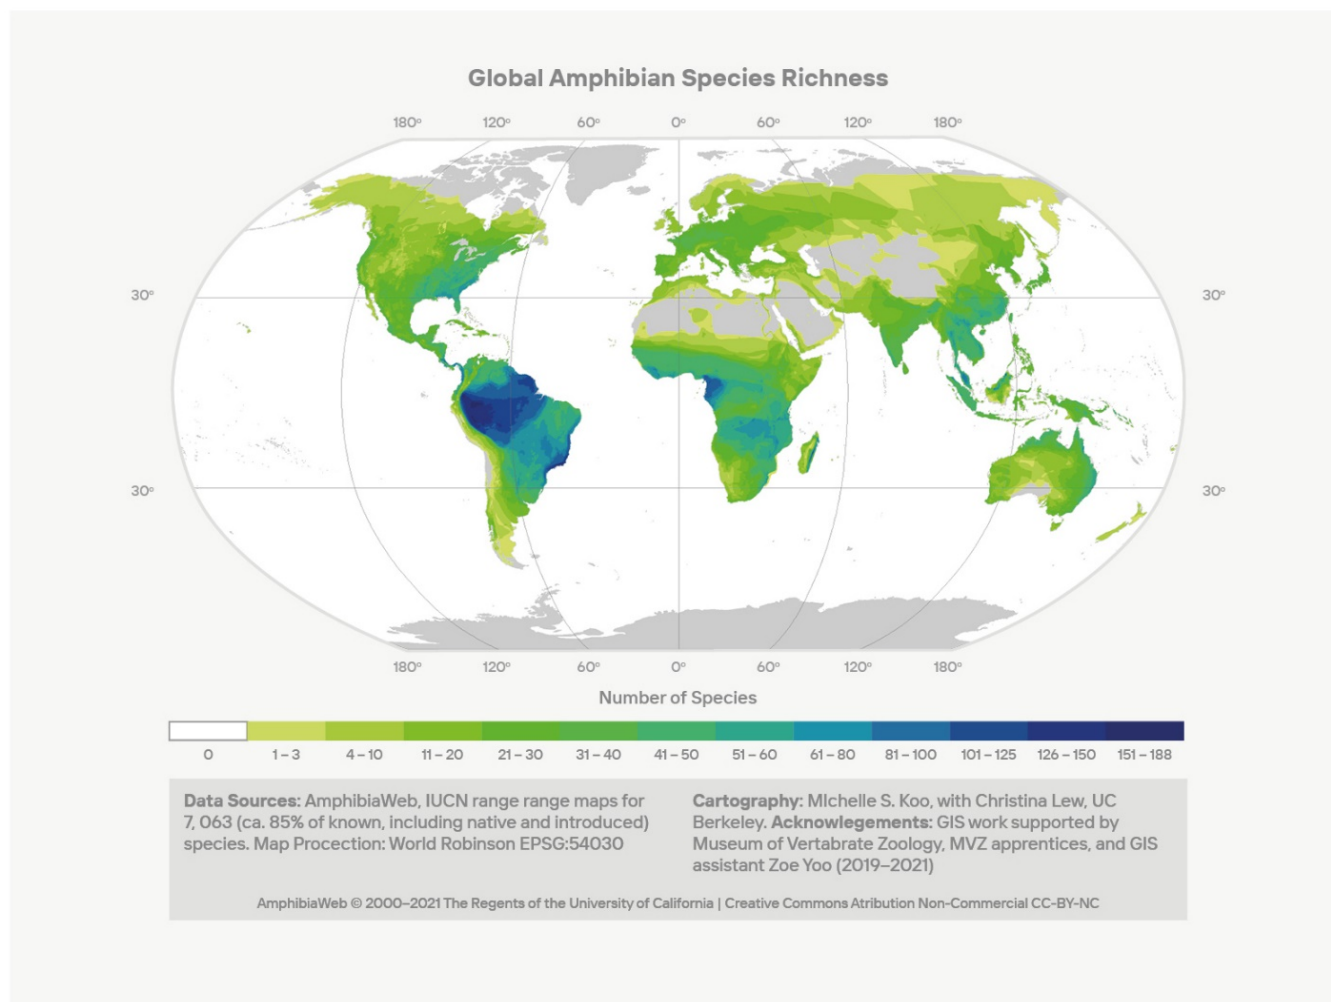 Global Amphibian Species Richness
180° 120° 60° 0° 60° 120° 180°
30° 30°
30° 30°
180° 120° 60° 0° 60° 120° 180°
Number of Species
0 1–3 4–10 11–20 21–30 31–40 41–50 51–60 61–80 81–100 101–125 126–150 151–188
Data Sources: AmphibiaWeb, IUCN range range maps for
7, 063 (ca. 85% of known, including native and introduced)
species. Map Procection: World Robinson EPSG:54030
Cartography: MIchelle S. Koo, with Christina Lew, UC
Berkeley. Acknowlegements: GIS work supported by
Museum of Vertabrate Zoology, MVZ apprentices, and GIS
assistant Zoe Yoo (2019–2021)
AmphibiaWeb © 2000–2021 The Regents of the University of California | Creative Commons Atribution Non-Commercial CC-BY-NC